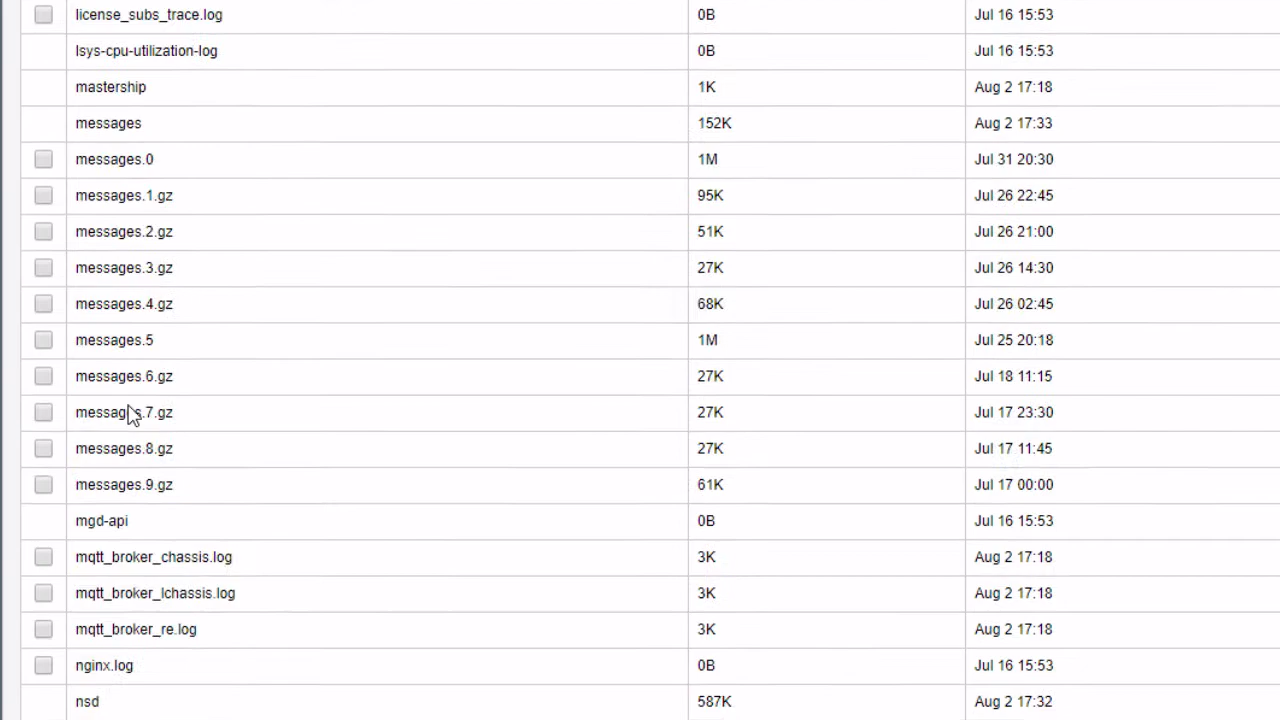 license_subs_trace.log 0B Jul 16 15:53
lsys-cpu-utilization-log 0B Jul 16 15:53
mastership 1K Aug 2 17:18
messages 152K Aug 2 17:33
messages.0 1M Jul 31 20:30
messages.1.gz 95K Jul 26 22:45
messages.2.gz 51K Jul 26 21:00
messages.3.gz 27K Jul 26 14:30
messages.4.gz 68K Jul 26 02:45
messages.5 1M Jul 25 20:18
messages.6.gz 27K Jul 18 11:15
messages.7.gz 27K Jul 17 23:30
messages.8.gz 27K Jul 17 11:45
messages.9.gz 61K Jul 17 00:00
mgd-api 0B Jul 16 15:53
mqtt_broker_chassis.log 3K Aug 2 17:18
mqtt_broker_lchassis.log 3K Aug 2 17:18
mqtt_broker_re.log 3K Aug 2 17:18
nginx.log 0B Jul 16 15:53
nsd 587K Aug 2 17:32